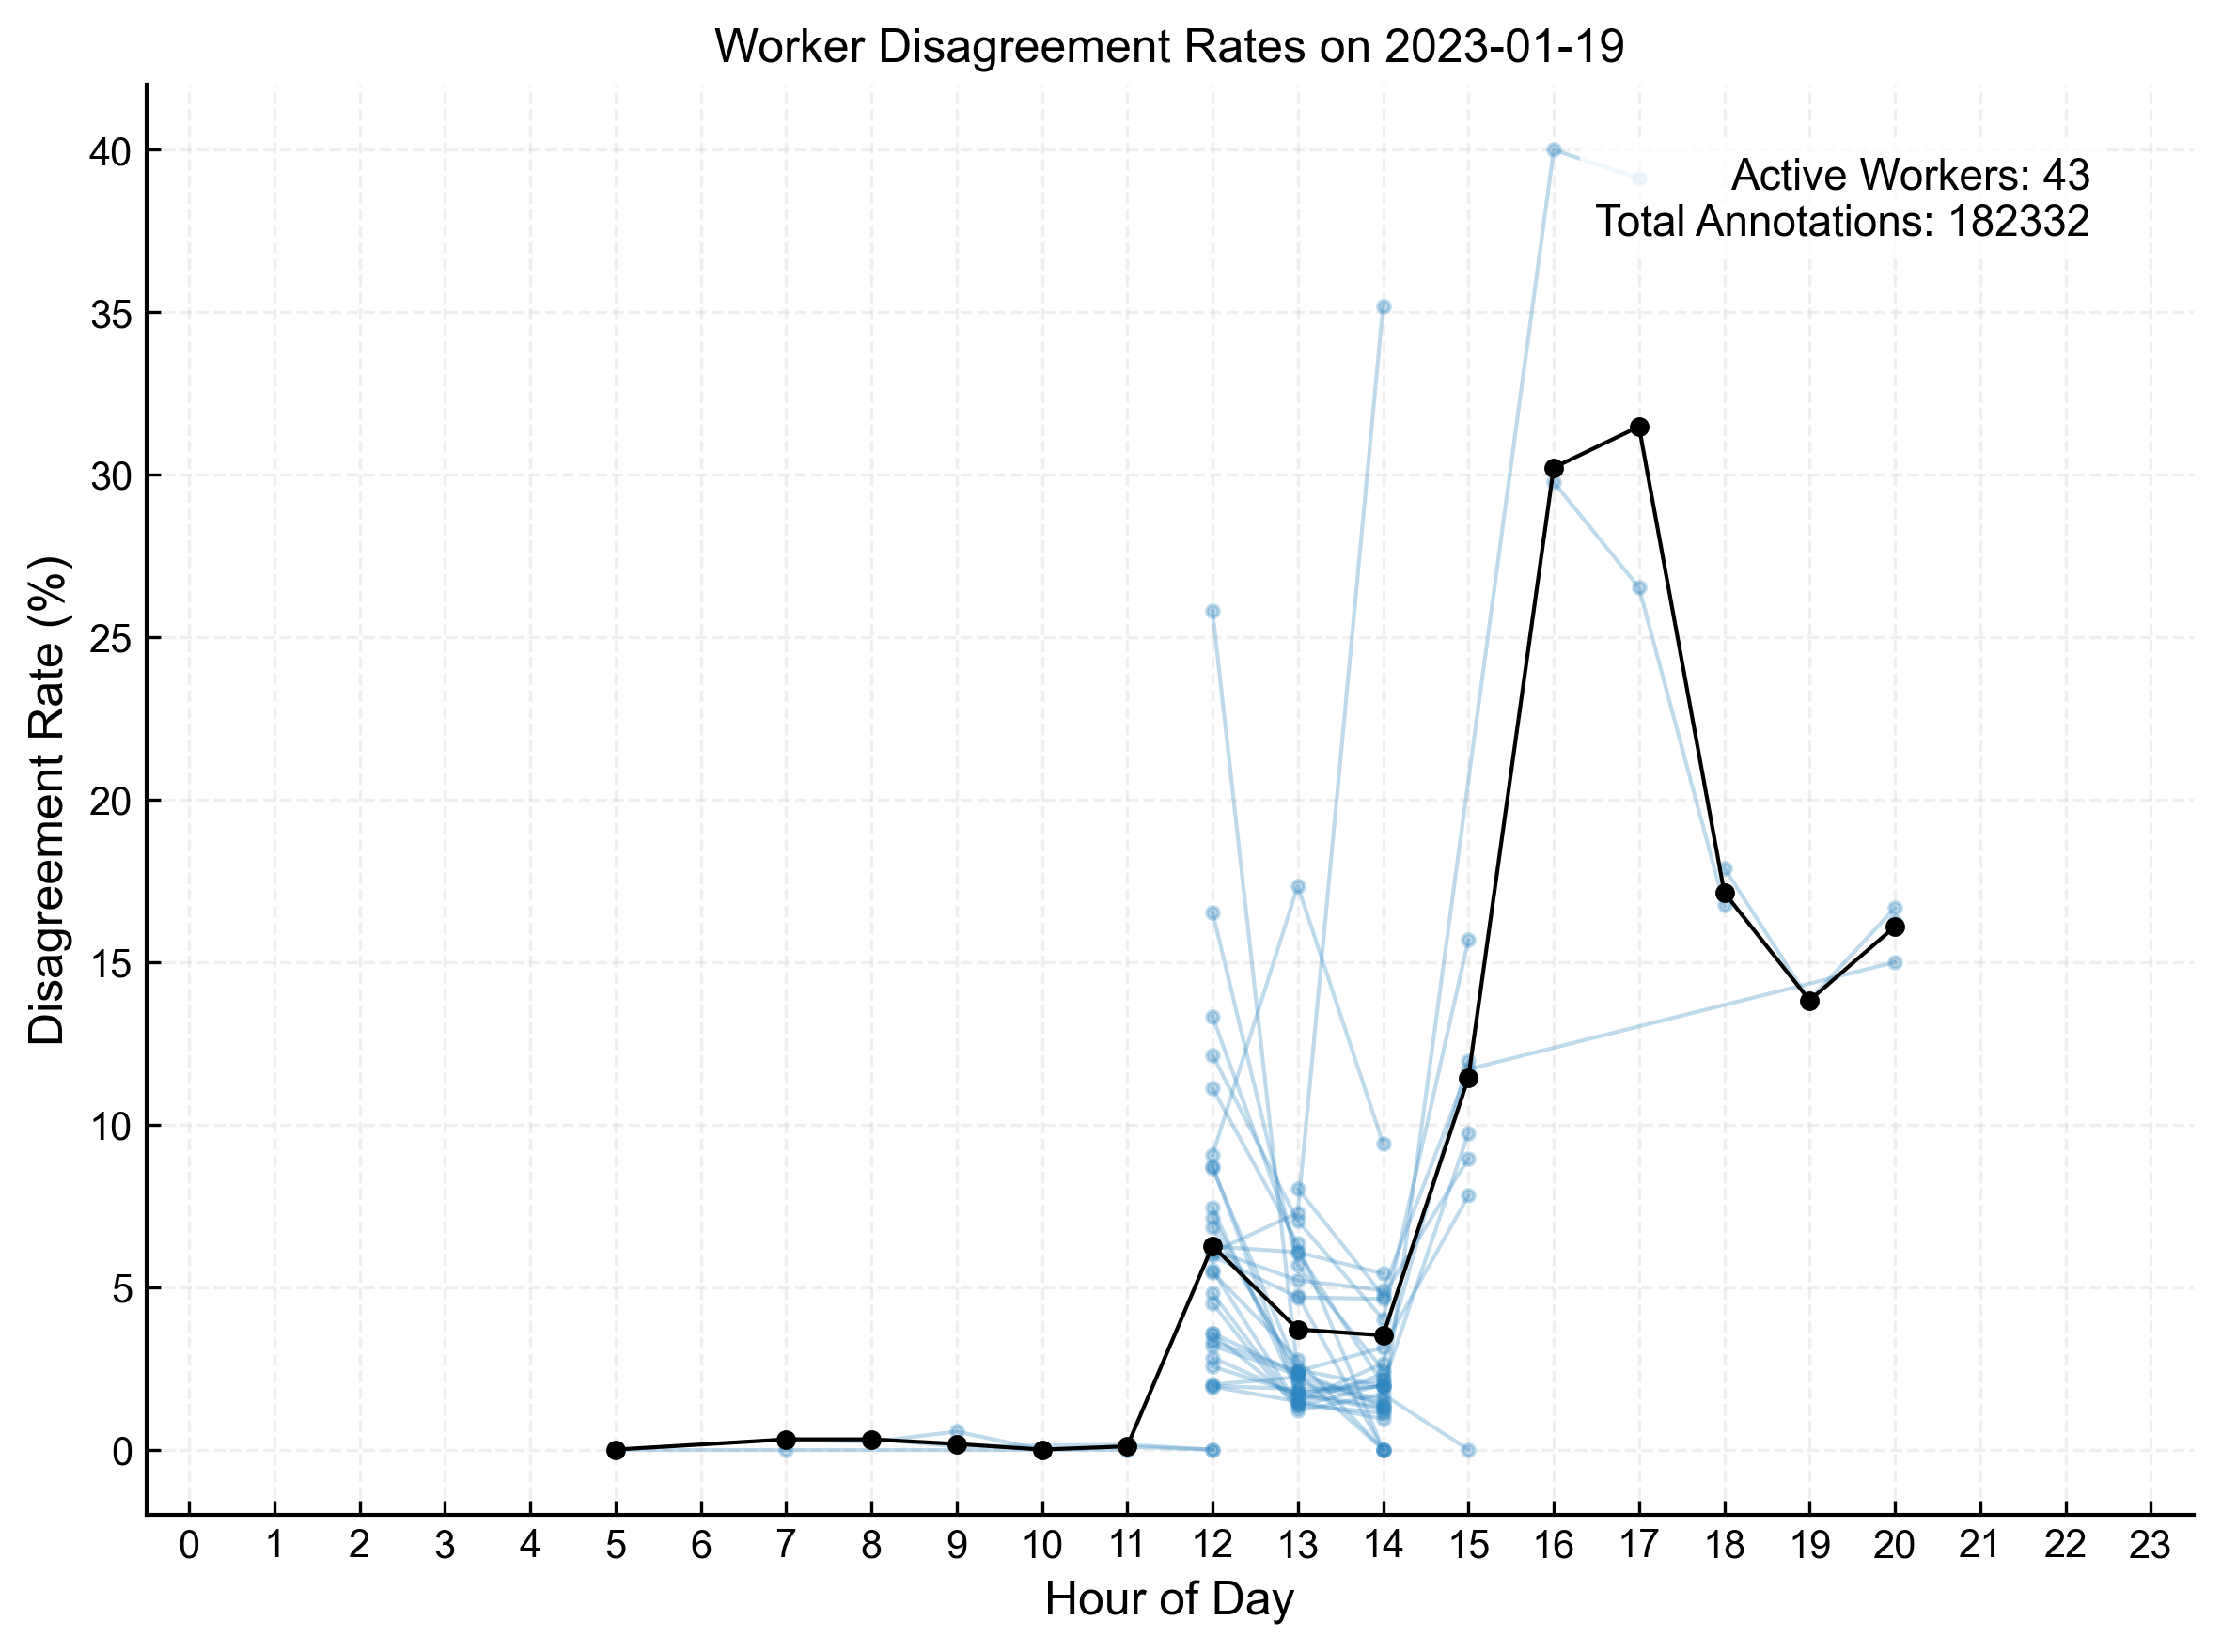 Worker Disagreement Rates on 2023-01-19
Active Workers: 43
Total Annotations: 182332
Disagreement Rate (%)
40
35
30
25
20
15
10
5
0
0 1 2 3 4 5 6 7 8 9 10 11 12 13 14 15 16 17 18 19 20 21 22 23
Hour of Day